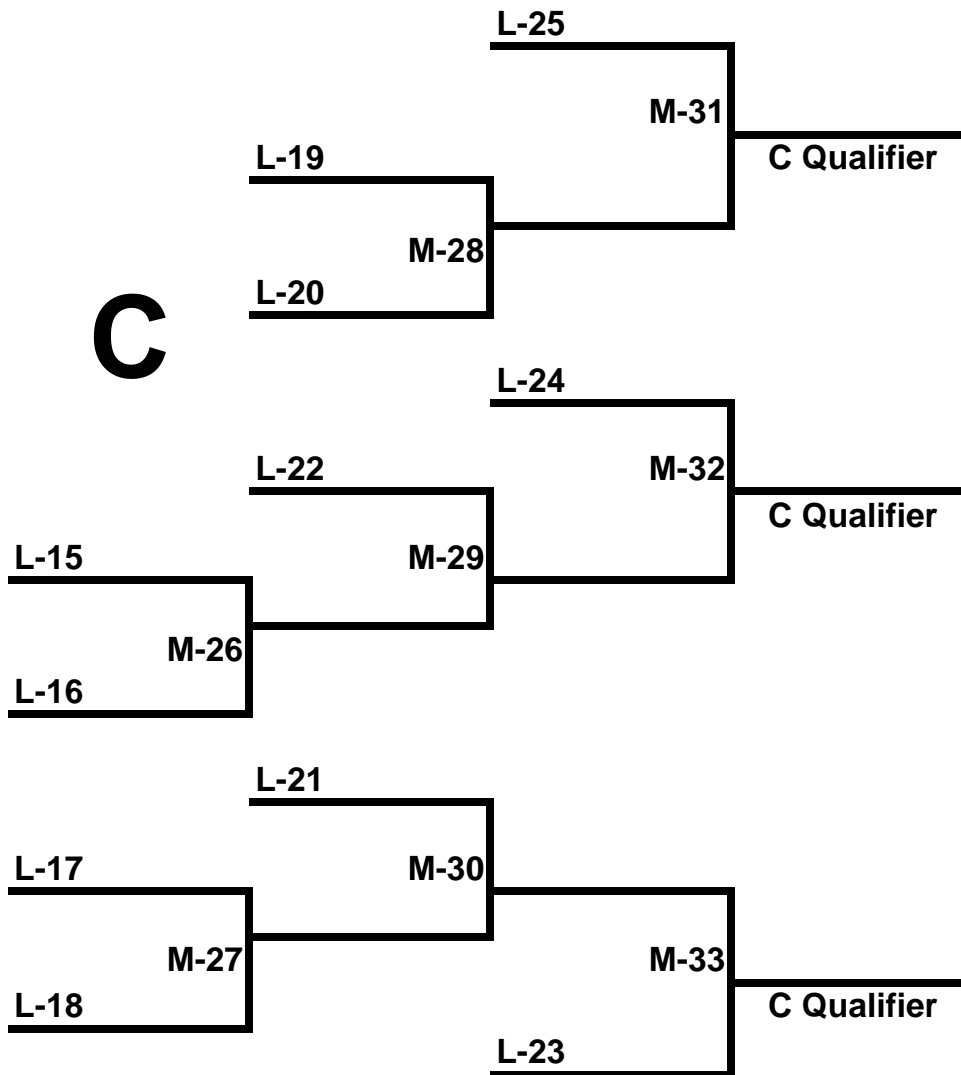 L-25
M-31
L-19
C Qualifier
M-28
L-20
C
L-24
L-22
M-32
C Qualifier
L-15
M-29
M-26
L-16
L-21
L-17
M-30
M-27
M-33
L-18
C Qualifier
L-23